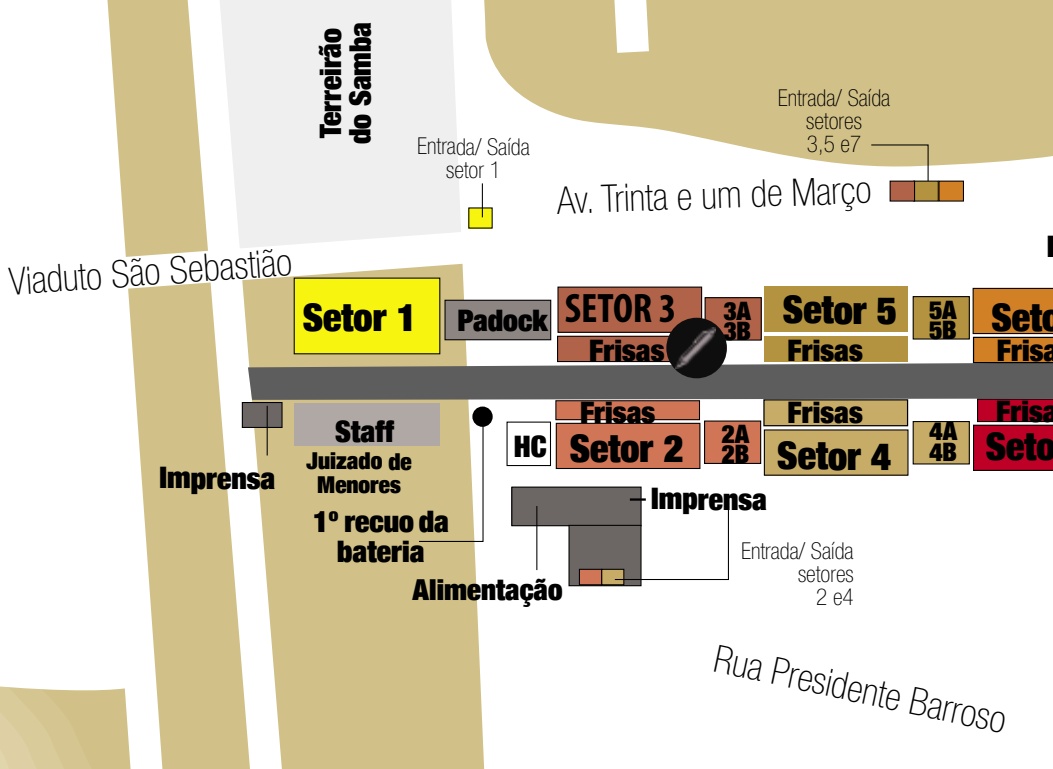 Terreirão
do Samba
Entrada/ Saída
setor 1
Entrada/ Saída
setores
3,5 e7
Av. Trinta e um de Março
Viaduto São Sebastião
Setor 1
Padock
SETOR 3
3A
3B
Setor 5
5A
5B
Seto
Frisas
Frisas
Frisa
Frisas
Frisas
Frisa
Staff
HC
Setor 2
2A
2B
Setor 4
4A
4B
Seto
Imprensa
Juizado de
Menores
1º recuo da
bateria
Imprensa
Alimentação
Entrada/ Saída
setores
2 e4
Rua Presidente Barroso